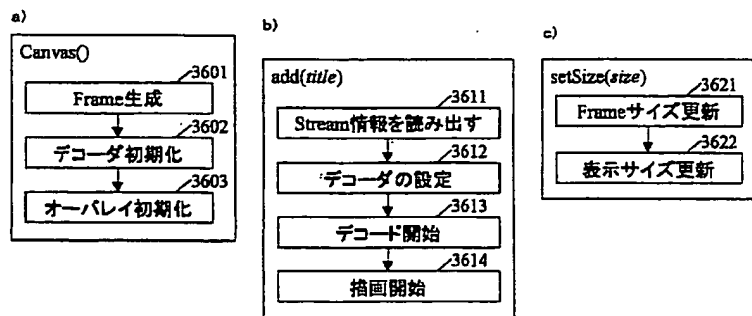 a)
Canvas()
3601
Frame生成
3602
デコーダ初期化
3603
オーバレイ初期化
b)
add(title)
3611
Stream情報を読み出す
3612
デコーダの設定
3613
デコード開始
3614
描画開始
c)
setSize(size)
3621
Frameサイズ更新
3622
表示サイズ更新